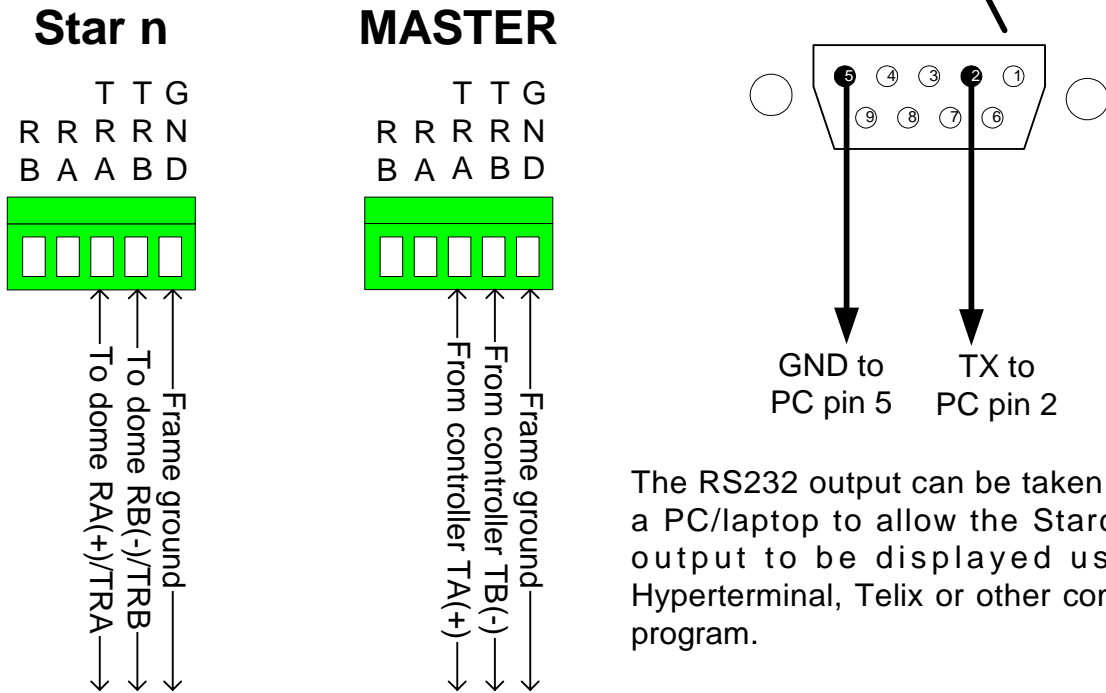 Star n
T T G
R R R R N
B A A B D
To dome RA(+)/TRA
To dome RB(-)/TRB
Frame ground
MASTER
T T G
R R R R N
B A A B D
From controller TA(+)
From controller TB(-)
Frame ground
5 4 3 2 1
9 8 7 6
GND to
PC pin 5
TX to
PC pin 2
The RS232 output can be taken
a PC/laptop to allow the
output to be displayed
Hyperterminal, Telix or other
program.